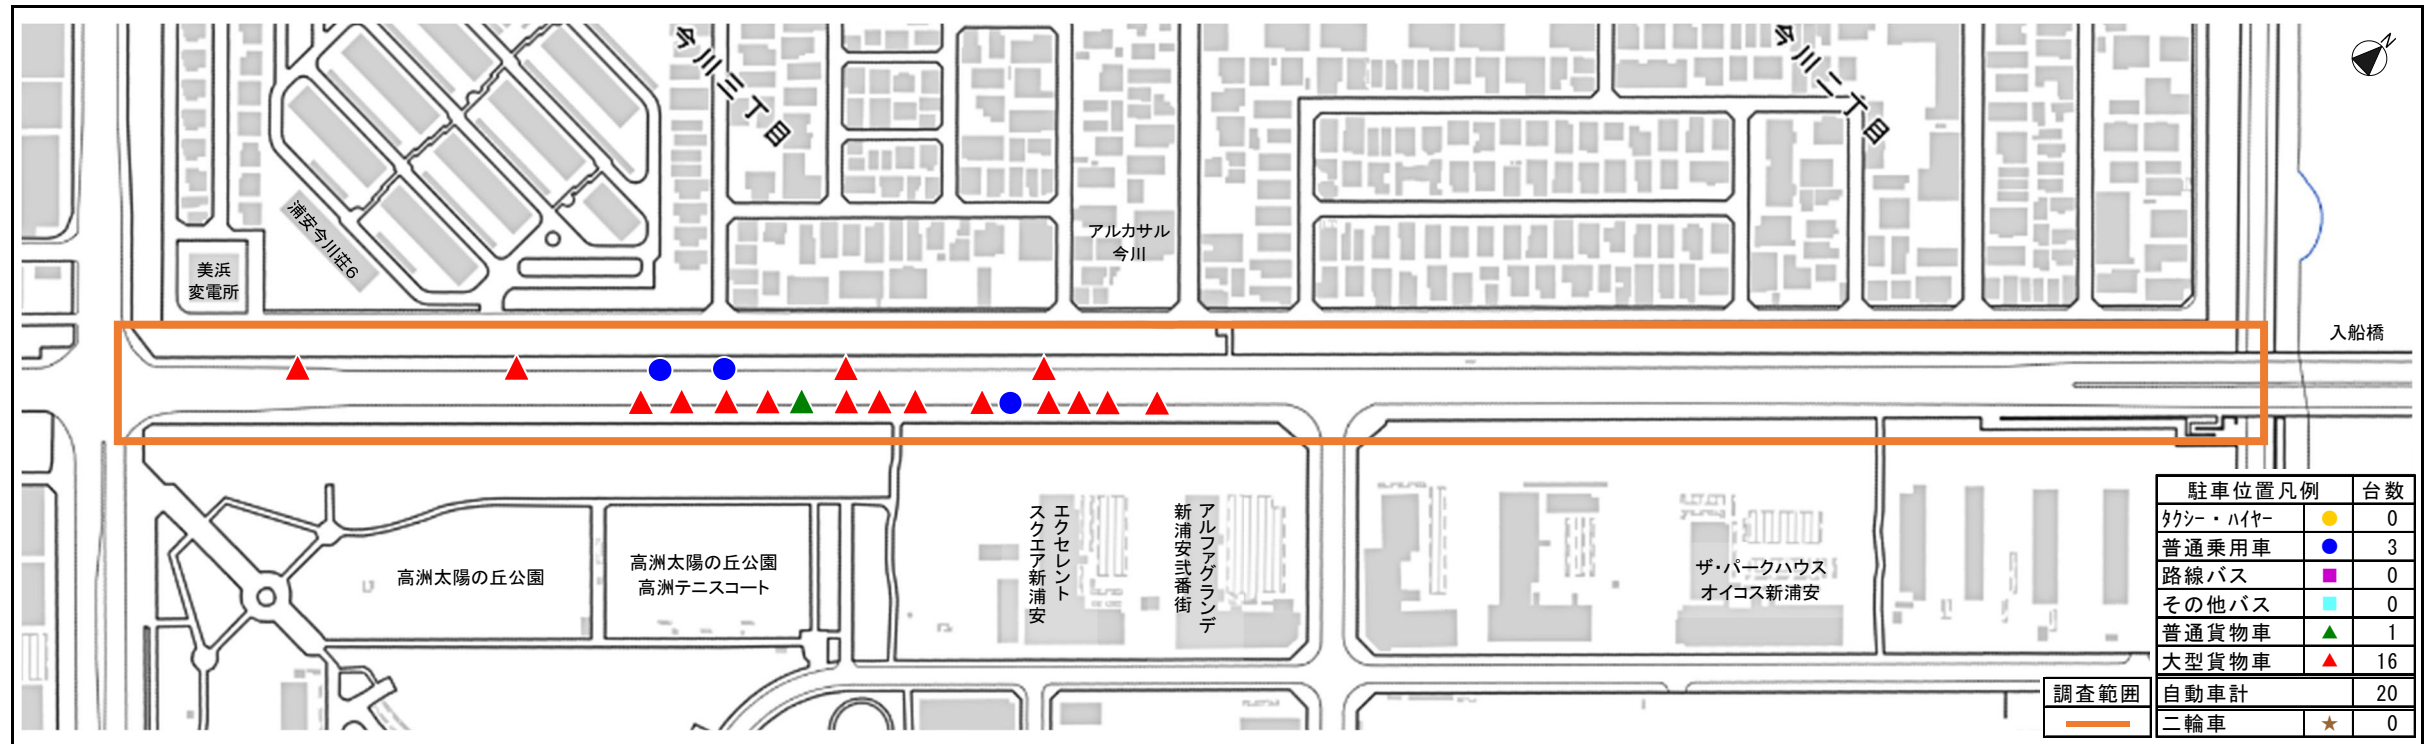 今川三丁目
今川二丁目
N
浦安今川荘6
美浜
変電所
アルカサル
今川
入船橋
高洲太陽の丘公園
高洲太陽の丘公園
高洲テニスコート
エクセレント
スクエア新浦安
アルファグランデ
新浦安弐番街
ザ・パークハウス
オイコス新浦安
駐車位置凡例 台数
タクシー・ハイヤー 0
普通乗用車 3
路線バス 0
その他バス 0
普通貨物車 1
大型貨物車 16
自動車計 20
二輪車 0
調査範囲